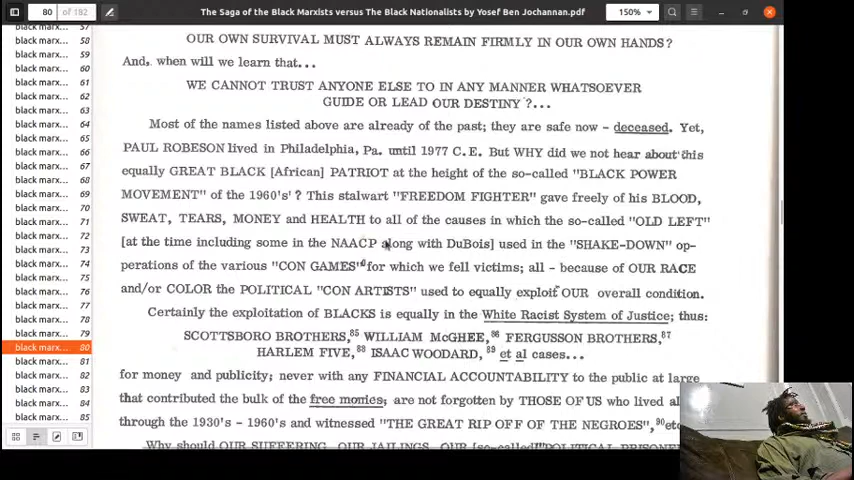 80 of 182
The Saga of the Black Marxists versus The Black Nationalists by Yosef Ben Jochannan.pdf
150%
black marx... 57
black marx... 58
black marx... 59
black marx... 60
black marx... 61
black marx... 62
black marx... 63
black marx... 64
black marx... 65
black marx... 66
black marx... 67
black marx... 68
black marx... 69
black marx... 70
black marx... 71
black marx... 72
black marx... 73
black marx... 74
black marx... 75
black marx... 76
black marx... 77
black marx... 78
black marx... 79
black marx... 80
black marx... 81
black marx... 82
black marx... 83
black marx... 84
black marx... 85
OUR OWN SURVIVAL MUST ALWAYS REMAIN FIRMLY IN OUR OWN HANDS?
And, when will we learn that...
WE CANNOT TRUST ANYONE ELSE TO IN ANY MANNER WHATSOEVER
GUIDE OR LEAD OUR DESTINY?...
Most of the names listed above are already of the past; they are safe now - deceased. Yet,
PAUL ROBESON lived in Philadelphia, Pa. until 1977 C.E. But WHY did we not hear about this
equally GREAT BLACK [African] PATRIOT at the height of the so-called "BLACK POWER
MOVEMENT" of the 1960's'? This stalwart "FREEDOM FIGHTER" gave freely of his BLOOD,
SWEAT, TEARS, MONEY and HEALTH to all of the causes in which the so-called "OLD LEFT"
[at the time including some in the NAACP along with DuBois] used in the "SHAKE-DOWN" op-
perations of the various "CON GAMES" for which we fell victims; all - because of OUR RACE
and/or COLOR the POLITICAL "CON ARTISTS" used to equally exploit OUR overall condition.
Certainly the exploitation of BLACKS is equally in the White Racist System of Justice; thus:
SCOTTSBORO BROTHERS,85 WILLIAM McGHEE,86 FERGUSSON BROTHERS,87
HARLEM FIVE,88 ISAAC WOODARD,89 et al cases...
for money and publicity; never with any FINANCIAL ACCOUNTABILITY to the public at large
that contributed the bulk of the free monies; are not forgotten by THOSE OF US who lived al
through the 1930's - 1960's and witnessed "THE GREAT RIP OFF OF THE NEGROES",90etc
Why should OUR SUFFERING, OUR JAILINGS, OUR [so-called "POLITICAL PRISONE